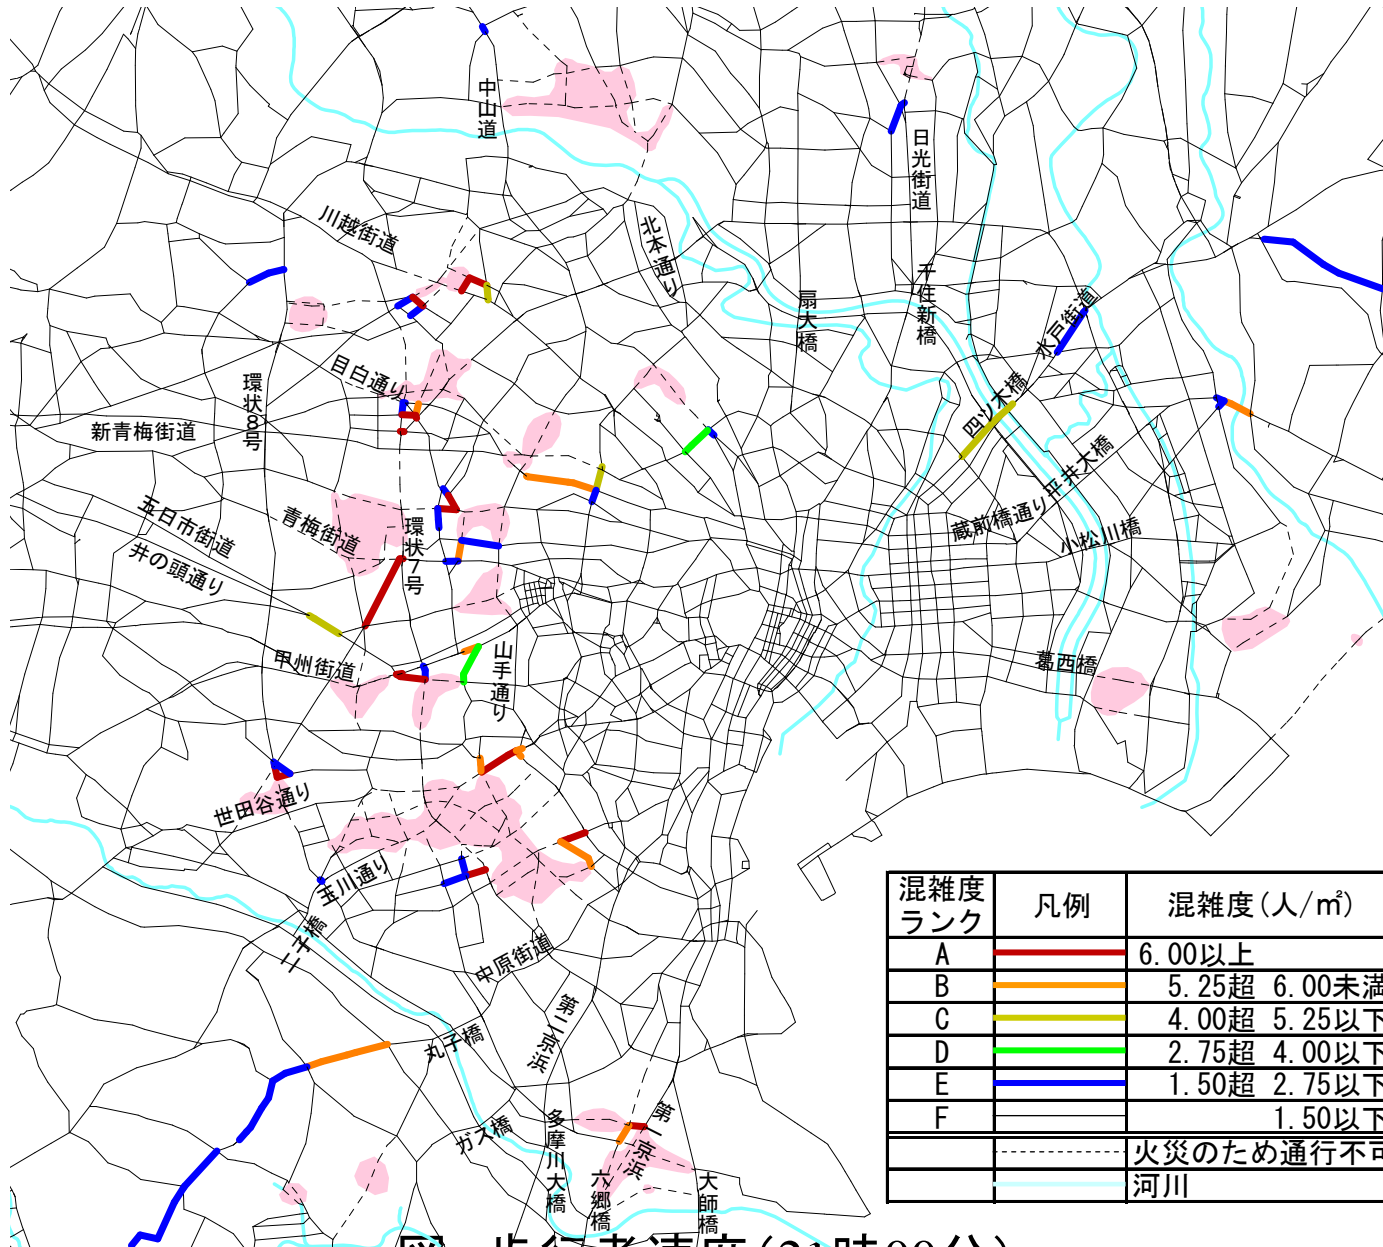 中山道
日光街道
川越街道
北本通り
扇大橋
千住新橋
水戸街道
目白通り
環状8号
四ツ木橋
新青梅街道
平井大橋
五日市街道
青梅街道
環状7号
蔵前橋通り
小松川橋
井の頭通り
甲州街道
山手通り
葛西橋
世田谷通り
玉川通り
二子橋
中原街道
第二京浜
丸子橋
ガス橋
多摩川大橋
六郷橋
第一京浜
大師橋
混雑度ランク 凡例 混雑度(人/㎡)
A 6.00以上
B 5.25超 6.00未満
C 4.00超 5.25以下
D 2.75超 4.00以下
E 1.50超 2.75以下
F 1.50以下
火災のため通行不可
河川